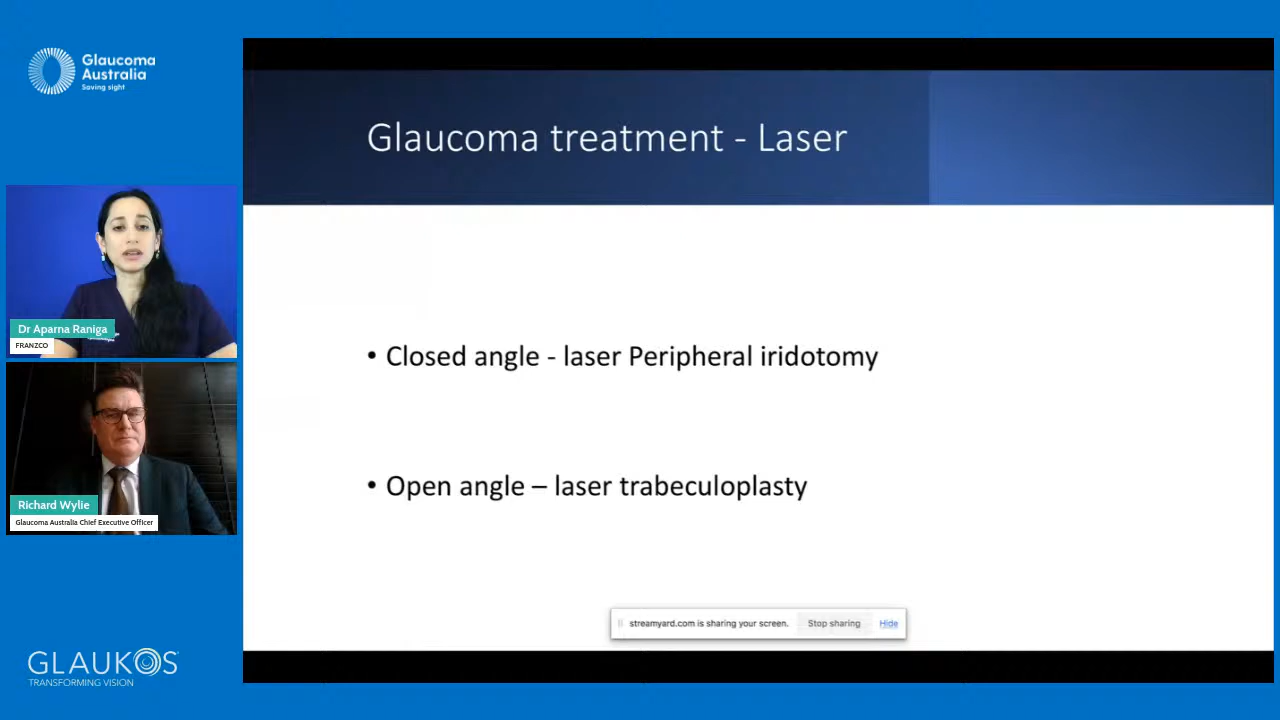 Glaucoma
Australia
Saving sight
Glaucoma treatment - Laser
Dr Aparna Raniga
FRANZCO
• Closed angle - laser Peripheral iridotomy
Richard Wylie
Glaucoma Australia Chief Executive Officer
• Open angle – laser trabeculoplasty
streamyard.com is sharing your screen.
Stop sharing
Hide
GLAUKOS
TRANSFORMING VISION